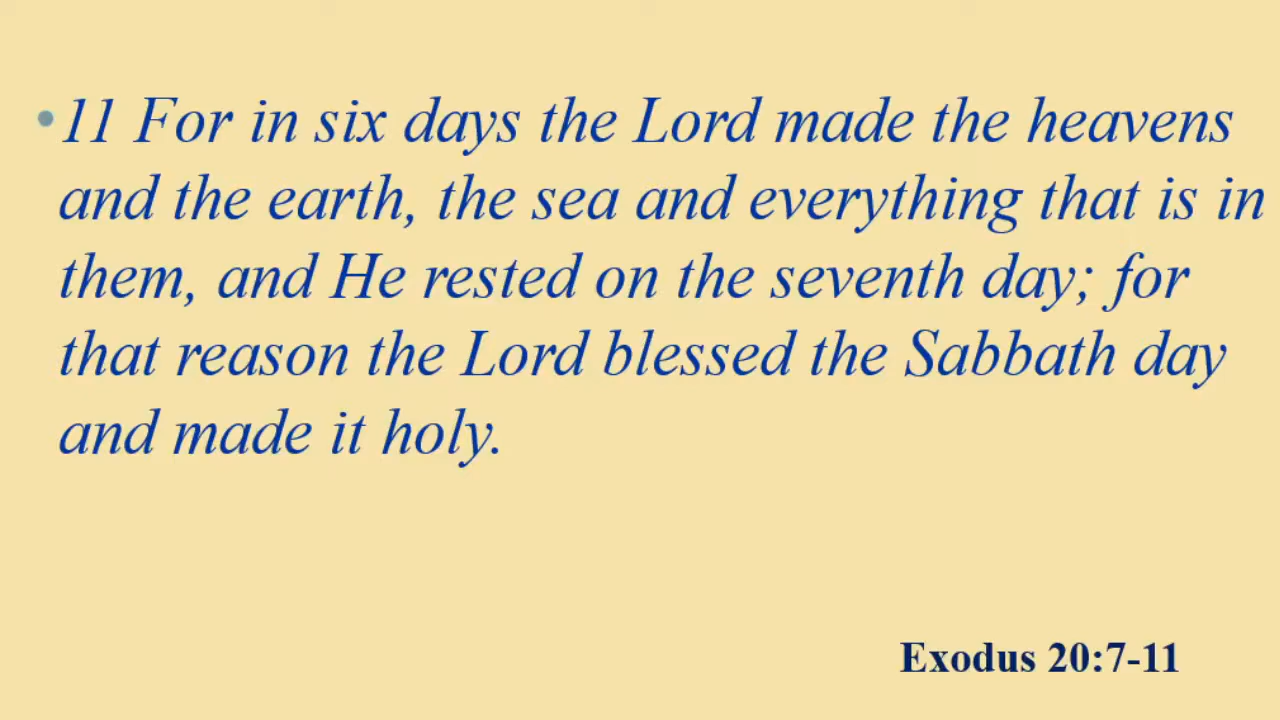 •11 For in six days the Lord made the heavens
and the earth, the sea and everything that is in
them, and He rested on the seventh day; for
that reason the Lord blessed the Sabbath day
and made it holy.
Exodus 20:7-11